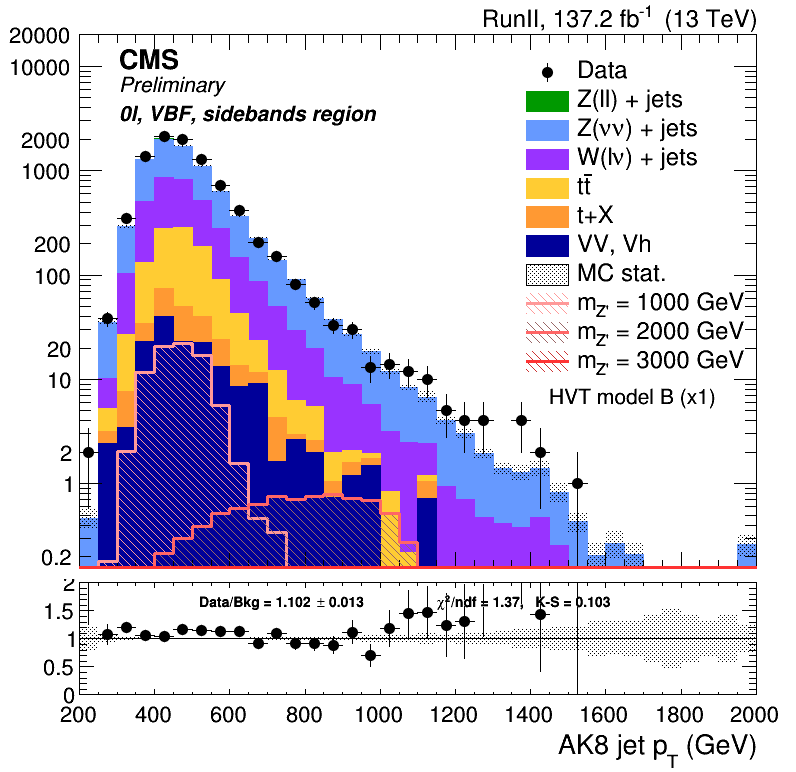 RunII, 137.2 fb⁻¹ (13 TeV)
CMS
Preliminary
0l, VBF, sidebands region
Data
Z(ll) + jets
Z(νν) + jets
W(lν) + jets
tt̄
t+X
VV, Vh
MC stat.
m_Z' = 1000 GeV
m_Z' = 2000 GeV
m_Z' = 3000 GeV
HVT model B (x1)
20000
10000
2000
1000
200
100
20
10
2
1
0.2
Data/Bkg = 1.102 ± 0.013 χ²/ndf = 1.37, K-S = 0.103
2
1.5
1
0.5
0
200 400 600 800 1000 1200 1400 1600 1800 2000
AK8 jet p_T (GeV)